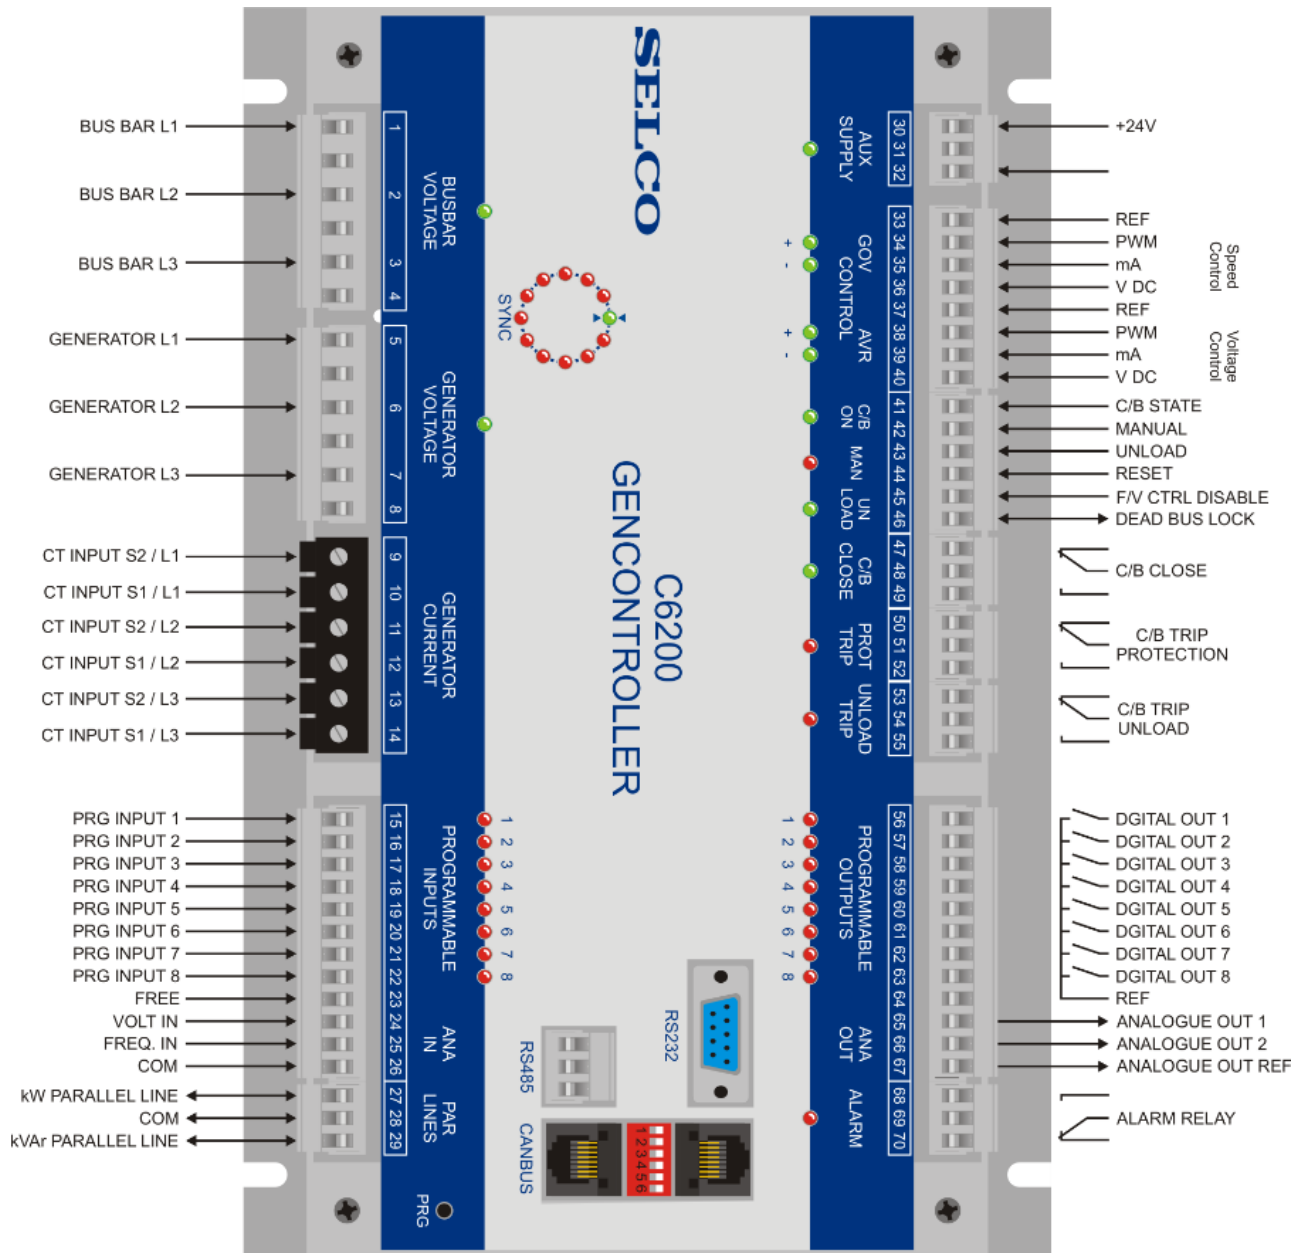 BUS BAR L1
BUS BAR L2
BUS BAR L3
GENERATOR L1
GENERATOR L2
GENERATOR L3
CT INPUT S2 / L1
CT INPUT S1 / L1
CT INPUT S2 / L2
CT INPUT S1 / L2
CT INPUT S2 / L3
CT INPUT S1 / L3
PRG INPUT 1
PRG INPUT 2
PRG INPUT 3
PRG INPUT 4
PRG INPUT 5
PRG INPUT 6
PRG INPUT 7
PRG INPUT 8
FREE
VOLT IN
FREQ. IN
COM
kW PARALLEL LINE
COM
kVAr PARALLEL LINE
1
2
3
4
5
6
7
8
9
10
11
12
13
14
15
16
17
18
19
20
21
22
23
24
25
26
27
28
29
BUSBAR
VOLTAGE
GENERATOR
VOLTAGE
GENERATOR
CURRENT
PROGRAMMABLE
INPUTS
ANA
IN
PAR
LINES
PRG
1
2
3
4
5
6
7
8
SELCO
SYNC
C6200
GENCONTROLLER
RS485
RS232
CANBUS
1
2
3
4
5
6
+
-
+
-
1
2
3
4
5
6
7
8
AUX
SUPPLY
GOV
CONTROL
AVR
C/B
ON
MAN
UN
LOAD
C/B
CLOSE
PROT
TRIP
UNLOAD
TRIP
PROGRAMMABLE
OUTPUTS
ANA
OUT
ALARM
30
31
32
33
34
35
36
37
38
39
40
41
42
43
44
45
46
47
48
49
50
51
52
53
54
55
56
57
58
59
60
61
62
63
64
65
66
67
68
69
70
+24V
REF
PWM
mA
V DC
Speed
Control
REF
PWM
mA
V DC
Voltage
Control
C/B STATE
MANUAL
UNLOAD
RESET
F/V CTRL DISABLE
DEAD BUS LOCK
C/B CLOSE
C/B TRIP
PROTECTION
C/B TRIP
UNLOAD
DGITAL OUT 1
DGITAL OUT 2
DGITAL OUT 3
DGITAL OUT 4
DGITAL OUT 5
DGITAL OUT 6
DGITAL OUT 7
DGITAL OUT 8
REF
ANALOGUE OUT 1
ANALOGUE OUT 2
ANALOGUE OUT REF
ALARM RELAY